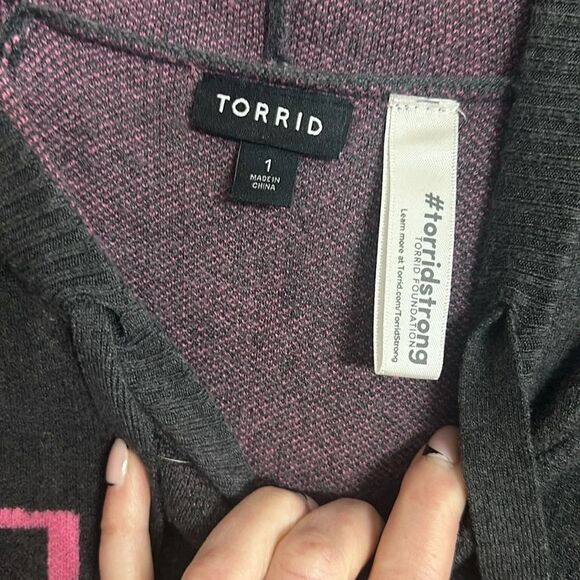 TORRID
1
MADE IN
CHINA
#torridstrong
TORRID FOUNDATION
Learn more at Torrid.com/TorridStrong